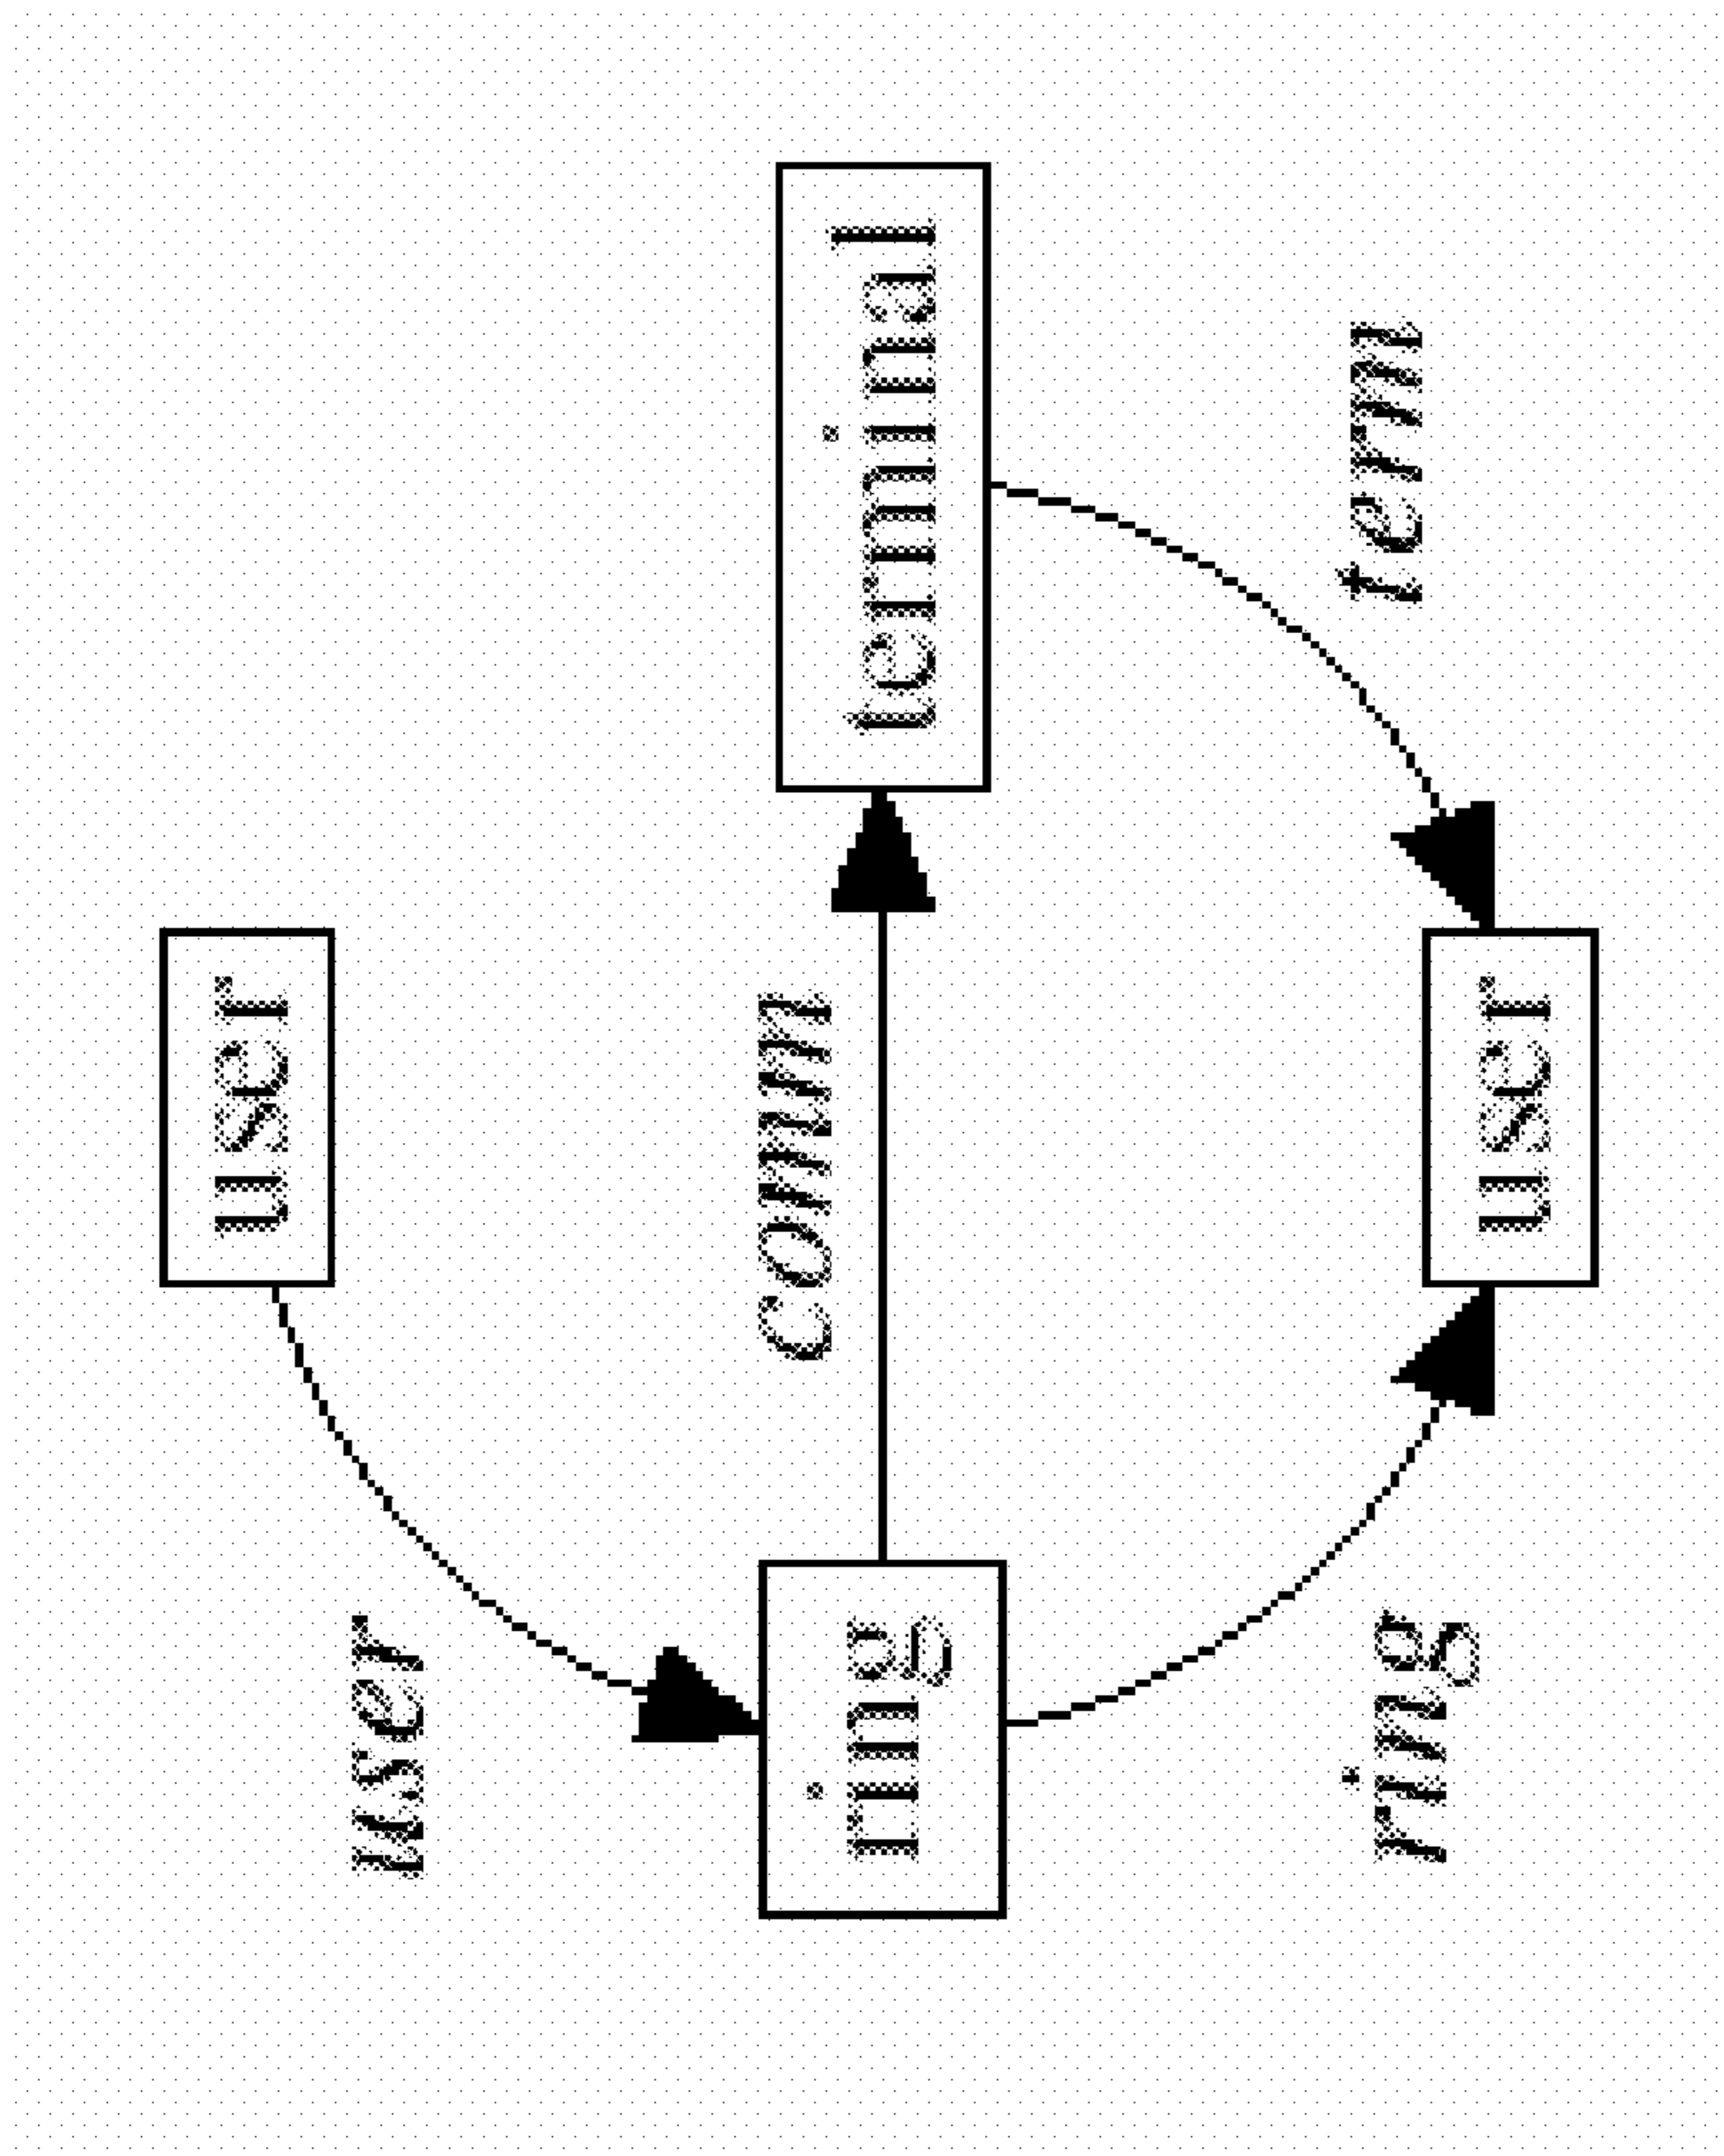 user
user
comm
ring
terminal
ring
term
user